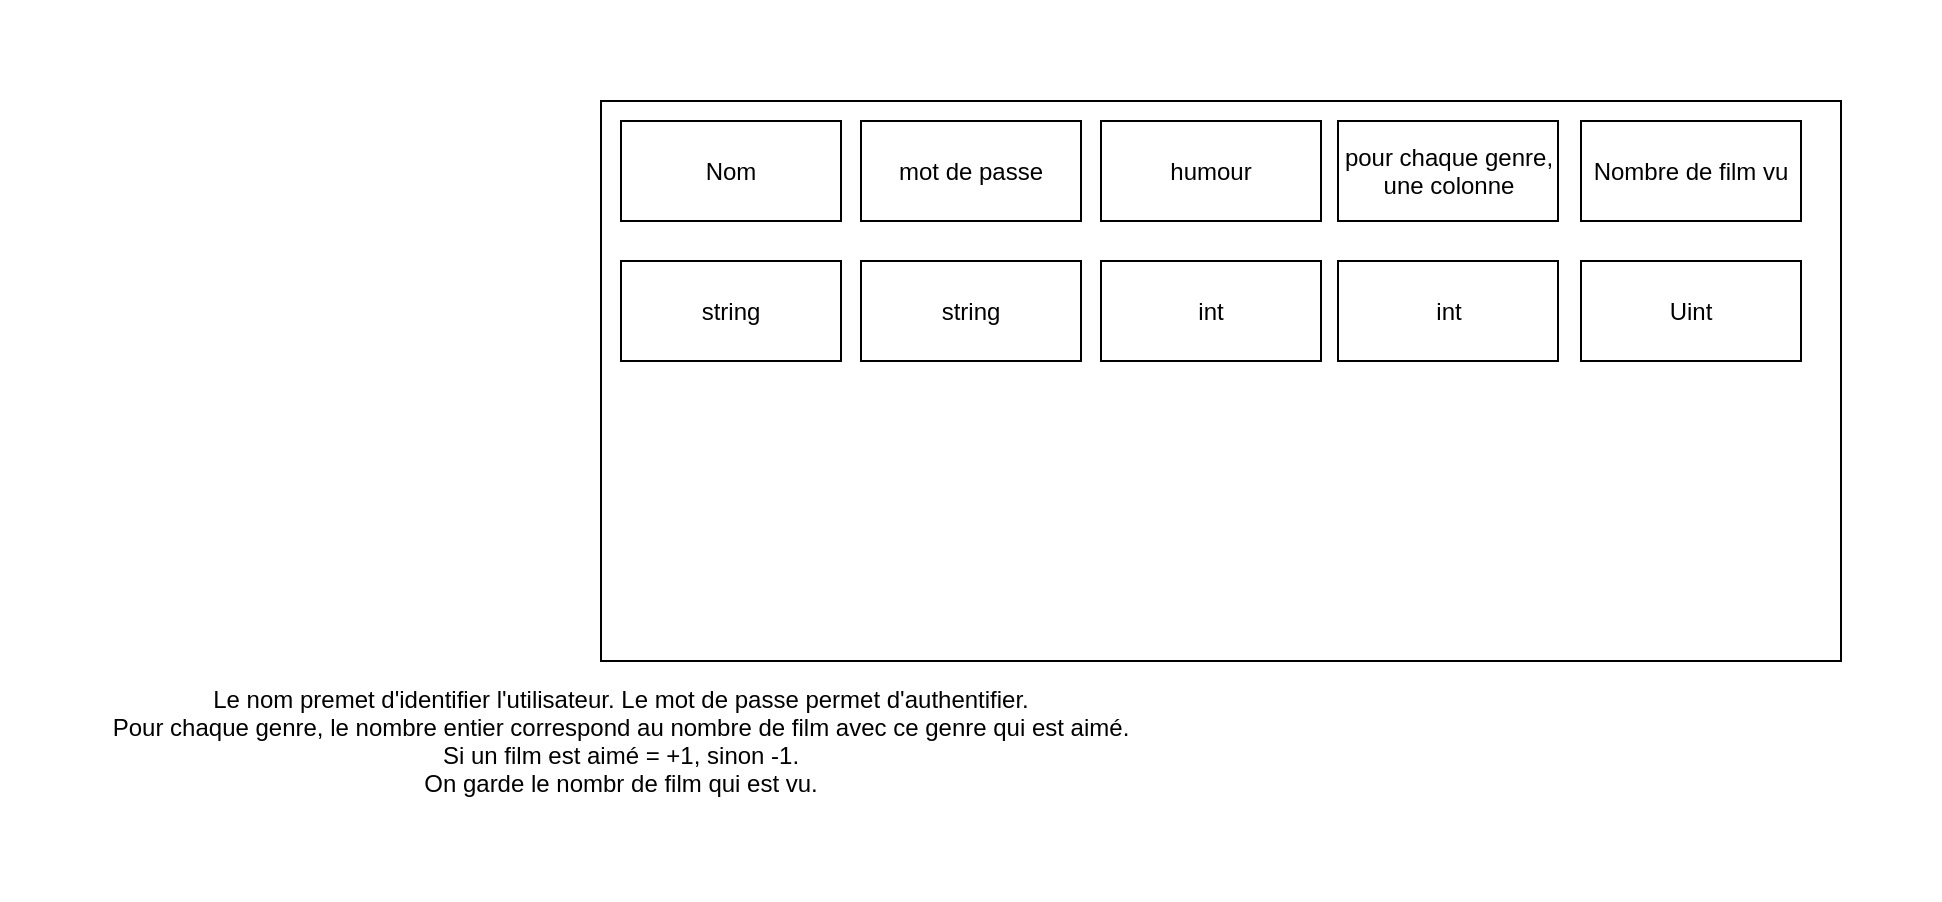 Nom
mot de passe
humour
pour chaque genre,
une colonne
Nombre de film vu
string
string
int
int
Uint
Le nom premet d'identifier l'utilisateur. Le mot de passe permet d'authentifier.
Pour chaque genre, le nombre entier correspond au nombre de film avec ce genre qui est aimé.
Si un film est aimé = +1, sinon -1.
On garde le nombr de film qui est vu.